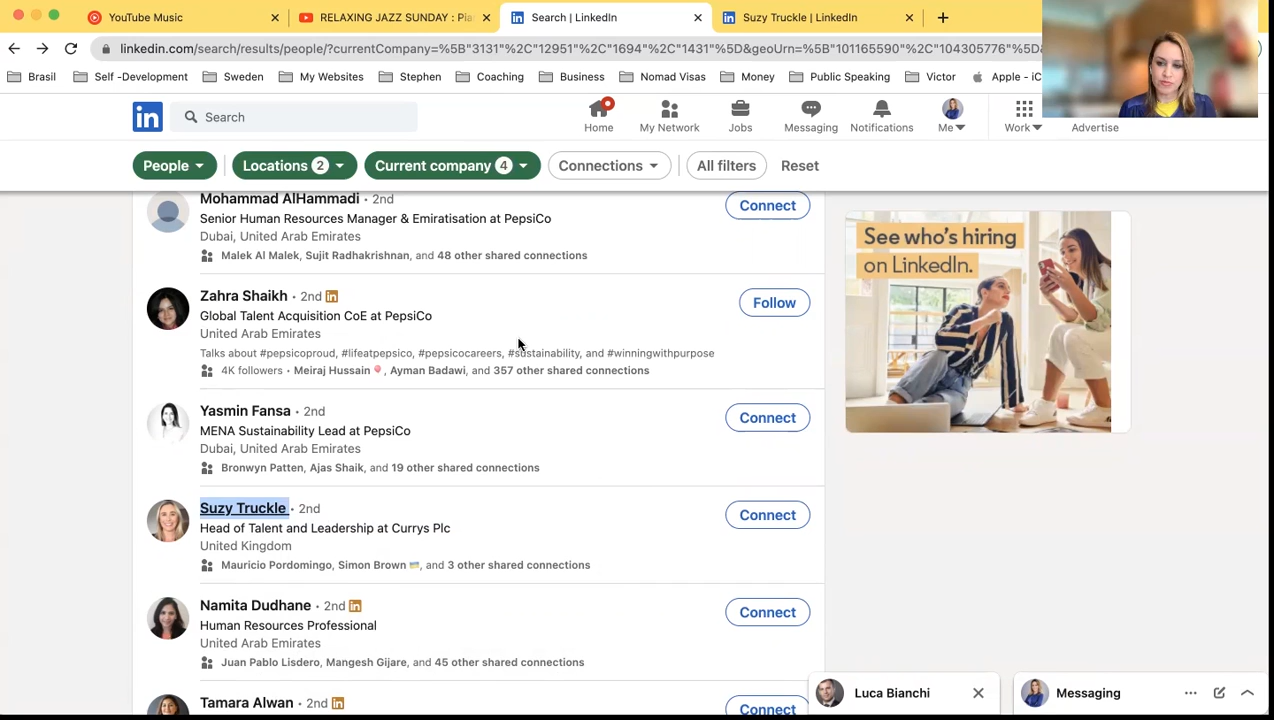 YouTube Music
RELAXING JAZZ SUNDAY : Pia
Search | LinkedIn
Suzy Truckle | LinkedIn
linkedin.com/search/results/people/?currentCompany=%5B"3131"%2C"12951"%2C"1694"%2C"1431"%5D&geoUrn=%5B"101165590"%2C"104305776"%5D&
Brasil
Self -Development
Sweden
My Websites
Stephen
Coaching
Business
Nomad Visas
Money
Public Speaking
Victor
Apple - iC
in
Search
Home
My Network
Jobs
Messaging
Notifications
Me
Work
Advertise
People
Locations 2
Current company 4
Connections
All filters
Reset
Mohammad AlHammadi • 2nd
Senior Human Resources Manager & Emiratisation at PepsiCo
Dubai, United Arab Emirates
Malek Al Malek, Sujit Radhakrishnan, and 48 other shared connections
Connect
Zahra Shaikh • 2nd in
Global Talent Acquisition CoE at PepsiCo
United Arab Emirates
Talks about #pepsicoproud, #lifeatpepsico, #pepsicocareers, #sustainability, and #winningwithpurpose
4K followers • Meiraj Hussain, Ayman Badawi, and 357 other shared connections
Follow
Yasmin Fansa • 2nd
MENA Sustainability Lead at PepsiCo
Dubai, United Arab Emirates
Bronwyn Patten, Ajas Shaik, and 19 other shared connections
Connect
Suzy Truckle • 2nd
Head of Talent and Leadership at Currys Plc
United Kingdom
Mauricio Pordomingo, Simon Brown, and 3 other shared connections
Connect
Namita Dudhane • 2nd in
Human Resources Professional
United Arab Emirates
Juan Pablo Lisdero, Mangesh Gijare, and 45 other shared connections
Connect
Tamara Alwan • 2nd in
Connect
See who's hiring
on LinkedIn.
Luca Bianchi
Messaging